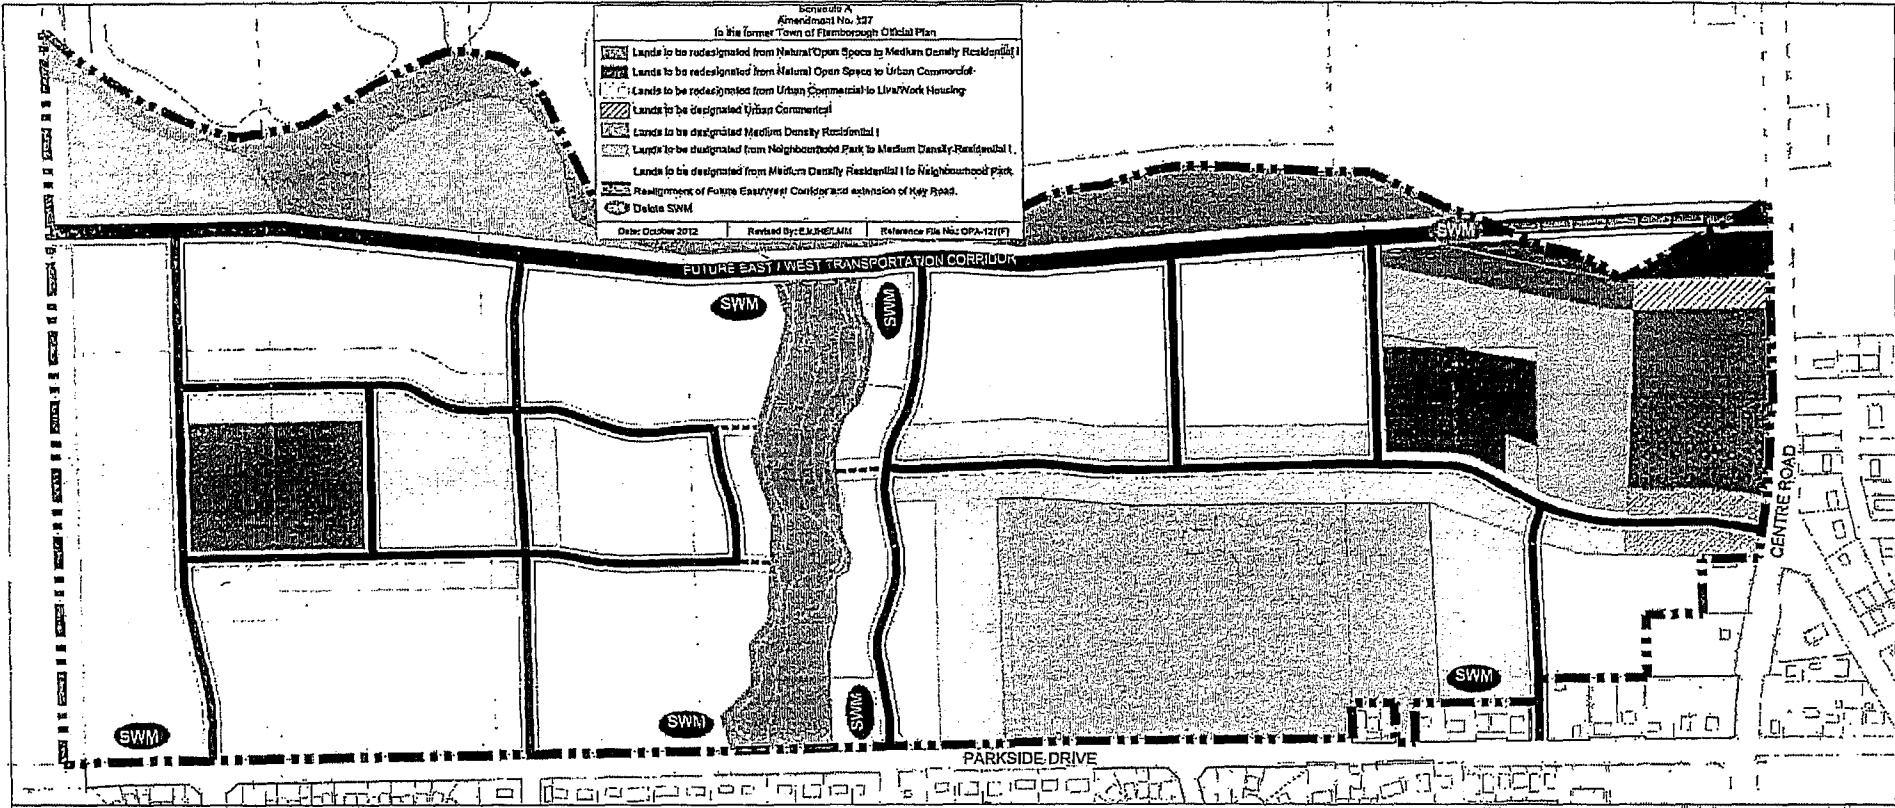 Schedule A
Amendment No. 127
to the former Town of Flamborough Official Plan
Lands to be redesignated from Natural Open Space to Medium Density Residential I
Lands to be redesignated from Natural Open Space to Urban Commercial
Lands to be redesignated from Urban Commercial to Live/Work Housing
Lands to be designated Urban Commerical
Lands to be designated Medium Density Residential I
Lands to be designated from Neighbourhood Park to Medium Density Residential I
Lands to be designated from Medium Density Residential I to Neighbourhood Park
Realignment of Future East/West Corridor and extension of Key Road.
SWM Delete SWM
Date: October 2012 Revised By: Reference File No.: OPA-127(F)
SWM
FUTURE EAST / WEST TRANSPORTATION CORRIDOR
SWM
SWM
CENTRE ROAD
SWM
SWM
SWM
SWM
PARKSIDE DRIVE